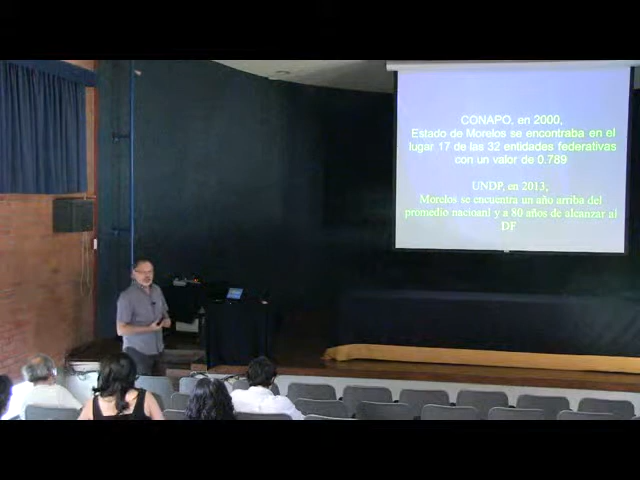 CONAPO, en 2000,
Estado de Morelos se encontraba en el
lugar 17 de las 32 entidades federativas
con un valor de 0.789
UNDP, en 2013,
Morelos se encuentra un año arriba del
promedio nacioanl y a 80 años de alcanzar al
DF